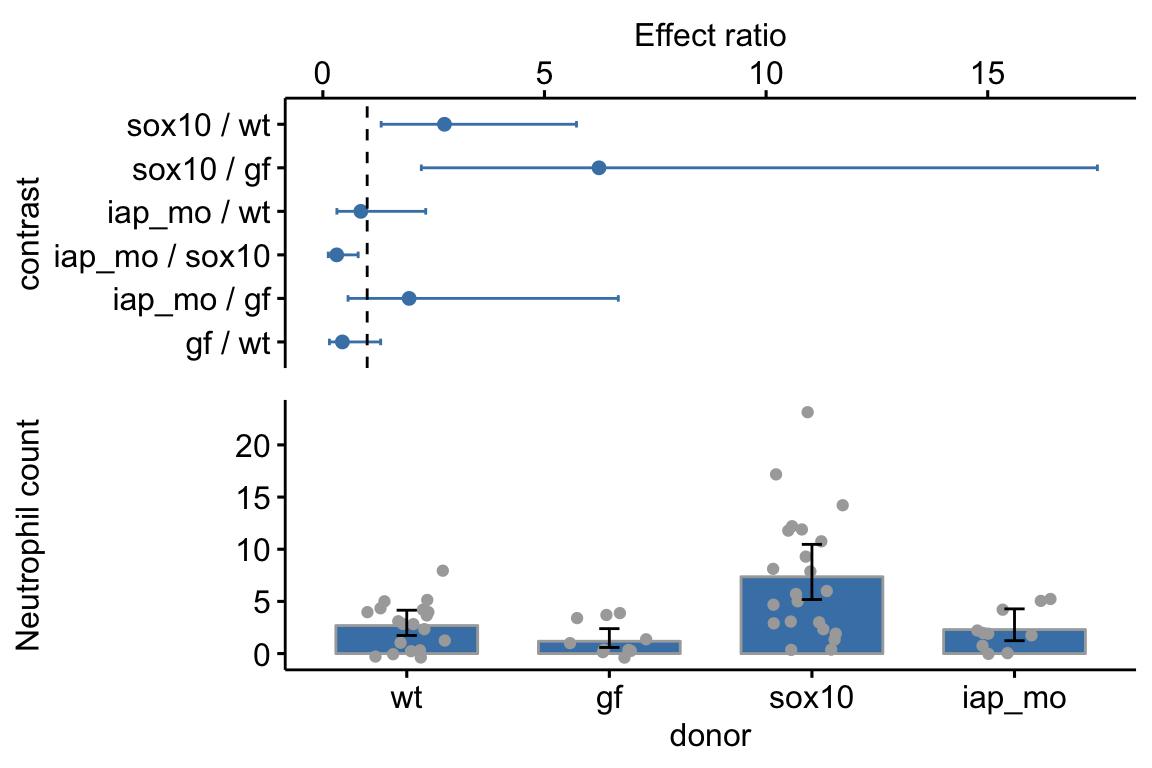 Effect ratio
0 5 10 15
contrast
sox10 / wt
sox10 / gf
iap_mo / wt
iap_mo / sox10
iap_mo / gf
gf / wt
Neutrophil count
20
15
10
5
0
wt gf sox10 iap_mo
donor